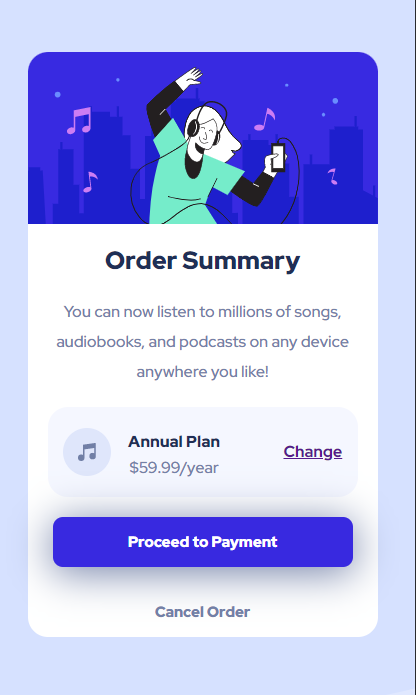 Order Summary
You can now listen to millions of songs,
audiobooks, and podcasts on any device
anywhere you like!
Annual Plan
$59.99/year
Change
Proceed to Payment
Cancel Order